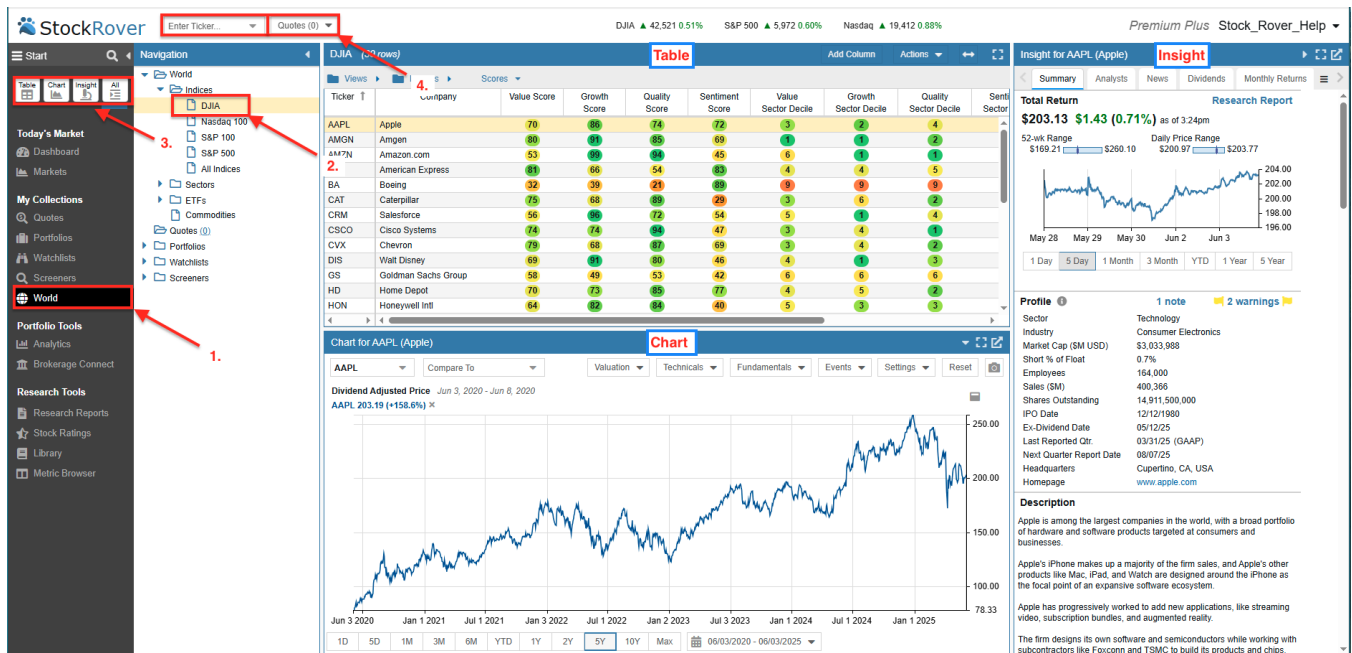 StockRover
Enter Ticker...
Quotes (0)
DJIA ▲ 42,521 0.51% S&P 500 ▲ 5,972 0.60% Nasdaq ▲ 19,412 0.88%
Premium Plus Stock_Rover_Help
Start
Table Chart Insight All
3.
Today's Market
Dashboard
Markets
My Collections
Quotes
Portfolios
Watchlists
Screeners
World
1.
Portfolio Tools
Analytics
Brokerage Connect
Research Tools
Research Reports
Stock Ratings
Library
Metric Browser
Navigation
World
Indices
DJIA
Nasdaq 100
S&P 100
S&P 500
All Indices
Sectors
ETFs
Commodities
Quotes (0)
Portfolios
Watchlists
Screeners
2.
4.
DJIA rows)
Table
Add Column Actions
Views Scores
Ticker Company Value Score Growth Score Quality Score Sentiment Score Value Sector Decile Growth Sector Decile Quality Sector Decile Senti Sector
AAPL Apple 70 86 74 72 3 2 4
AMGN Amgen 80 91 85 69 1 1 2
AMZN Amazon.com 53 99 94 45 6 1 1
American Express 81 66 54 83 4 4 5
BA Boeing 32 39 21 89 9 9 9
CAT Caterpillar 75 68 89 29 3 6 2
CRM Salesforce 56 96 72 54 5 1 4
CSCO Cisco Systems 74 74 94 47 3 4 1
CVX Chevron 79 68 87 69 3 4 2
DIS Walt Disney 69 91 80 46 4 1 3
GS Goldman Sachs Group 58 49 53 42 6 6 6
HD Home Depot 70 73 85 77 4 5 2
HON Honeywell Intl 64 82 84 40 5 3 3
Chart for AAPL (Apple)
Chart
AAPL Compare To Valuation Technicals Fundamentals Events Settings Reset
Dividend Adjusted Price Jun 3, 2020 - Jun 8, 2020
AAPL 203.19 (+158.6%) ×
250.00
200.00
150.00
100.00
78.33
Jun 3 2020 Jan 1 2021 Jul 1 2021 Jan 3 2022 Jul 1 2022 Jan 2 2023 Jul 3 2023 Jan 1 2024 Jul 1 2024 Jan 1 2025
1D 5D 1M 3M 6M YTD 1Y 2Y 5Y 10Y Max 06/03/2020 - 06/03/2025
Insight for AAPL (Apple)
Insight
Summary Analysts News Dividends Monthly Returns
Total Return Research Report
$203.13 $1.43 (0.71%) as of 3:24pm
52-wk Range Daily Price Range
$169.21 $260.10 $200.97 $203.77
204.00
202.00
200.00
198.00
196.00
May 28 May 29 May 30 Jun 2 Jun 3
1 Day 5 Day 1 Month 3 Month YTD 1 Year 5 Year
Profile 1 note 2 warnings
Sector Technology
Industry Consumer Electronics
Market Cap ($M USD) $3,033,988
Short % of Float 0.7%
Employees 164,000
Sales ($M) 400,366
Shares Outstanding 14,911,500,000
IPO Date 12/12/1980
Ex-Dividend Date 05/12/25
Last Reported Qtr. 03/31/25 (GAAP)
Next Quarter Report Date 08/07/25
Headquarters Cupertino, CA, USA
Homepage www.apple.com
Description
Apple is among the largest companies in the world, with a broad portfolio
of hardware and software products targeted at consumers and
businesses.
Apple's iPhone makes up a majority of the firm sales, and Apple's other
products like Mac, iPad, and Watch are designed around the iPhone as
the focal point of an expansive software ecosystem.
Apple has progressively worked to add new applications, like streaming
video, subscription bundles, and augmented reality.
The firm designs its own software and semiconductors while working with
subcontractors like Foxconn and TSMC to build its products and chips.